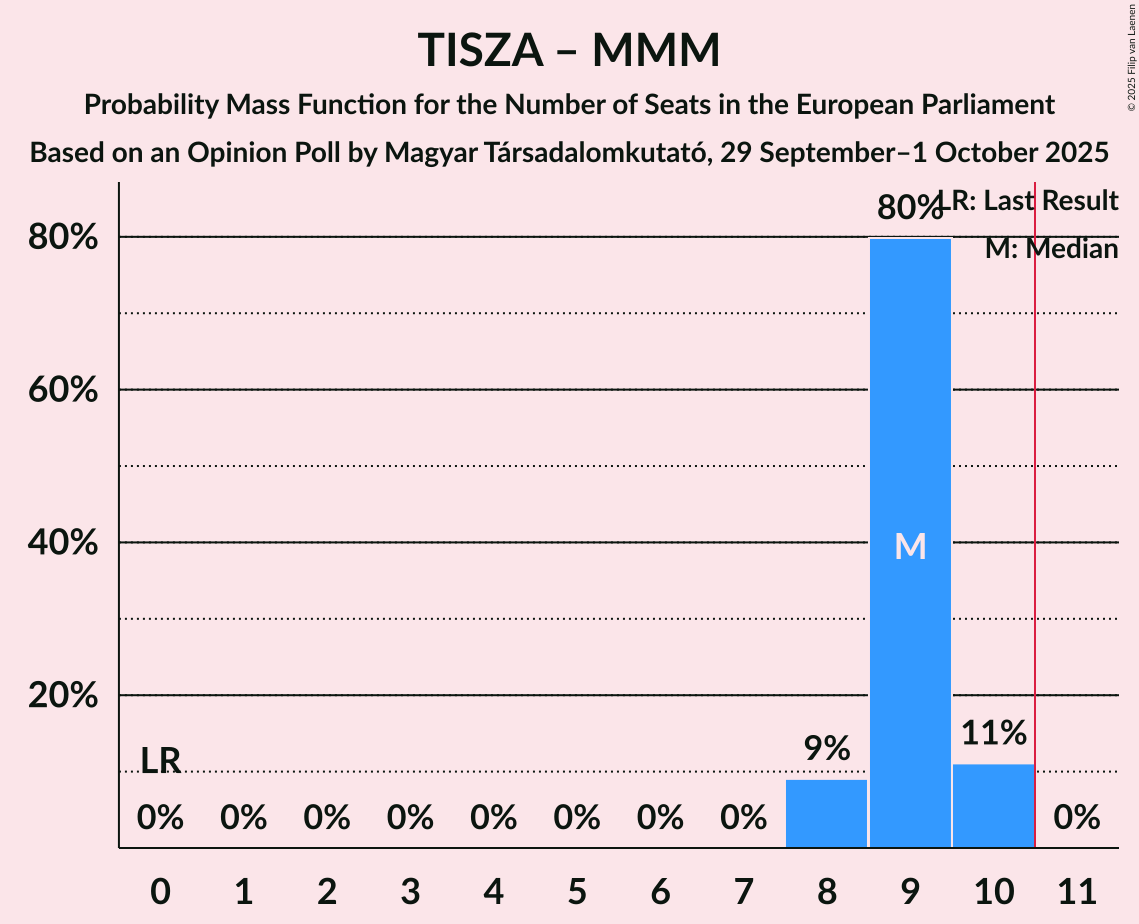 TISZA – MMM
Probability Mass Function for the Number of Seats in the European Parliament
Based on an Opinion Poll by Magyar Társadalomkutató, 29 September–1 October 2025
© 2025 Filip van Laenen
LR: Last Result
M: Median
80%
60%
40%
20%
LR
0% 0% 0% 0% 0% 0% 0% 0% 9% 80% 11% 0%
M
0 1 2 3 4 5 6 7 8 9 10 11